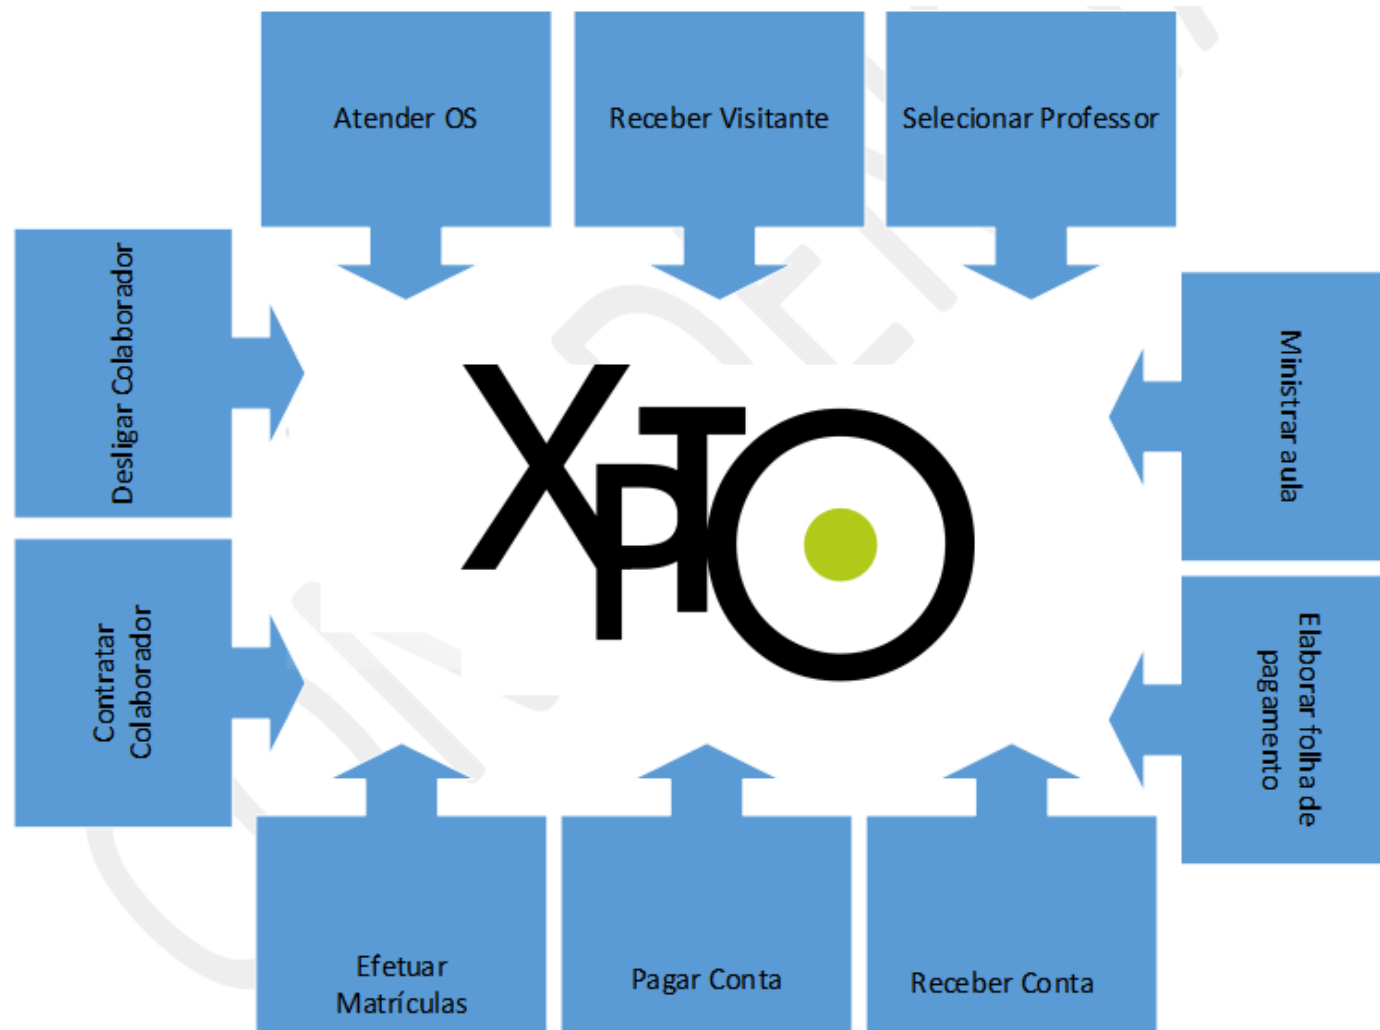 Atender OS
Receber Visitante
Selecionar Professor
Desligar Colaborador
Ministrar aula
XPTO
Contratar
Colaborador
Elaborar folha de
pagamento
Efetuar
Matrículas
Pagar Conta
Receber Conta